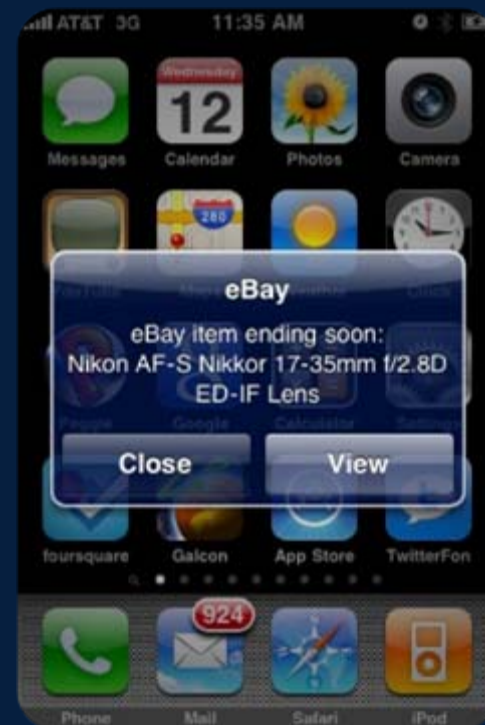 AT&T 3G 11:35 AM
Wednesday
12
280
Messages Calendar Photos Camera
eBay
eBay item ending soon:
Nikon AF-S Nikkor 17-35mm f/2.8D
ED-IF Lens
Close View
foursquare Galcon App Store TwitterFon
924
Phone Mail Safari iPod